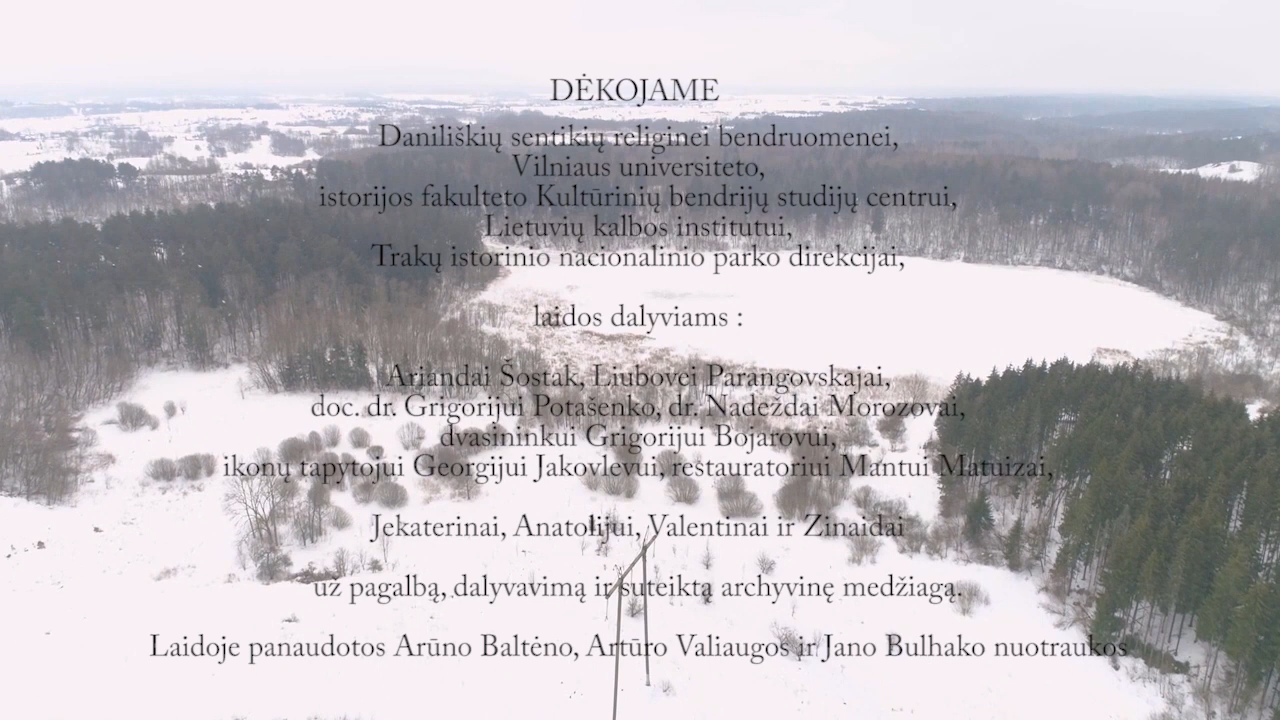 DĖKOJAME
Daniliškių sentikių religinei bendruomenei,
Vilniaus universiteto,
istorijos fakulteto Kultūrinių bendrijų studijų centrui,
Lietuvių kalbos institutui,
Trakų istorinio nacionalinio parko direkcijai,
laidos dalyviams :
Ariandai Šostak, Liubovei Parangovskajai,
doc. dr. Grigorijui Potašenko, dr. Nadeždai Morozovai,
dvasininkui Grigorijui Bojarovui,
ikonų tapytojui Georgijui Jakovlevui, restauratoriui Mantui Matuizai,
Jekaterinai, Anatolijui, Valentinai ir Zinaidai
už pagalbą, dalyvavimą ir suteiktą archyvinę medžiagą.
Laidoje panaudotos Arūno Baltėno, Artūro Valiaugos ir Jano Bulhako nuotraukos